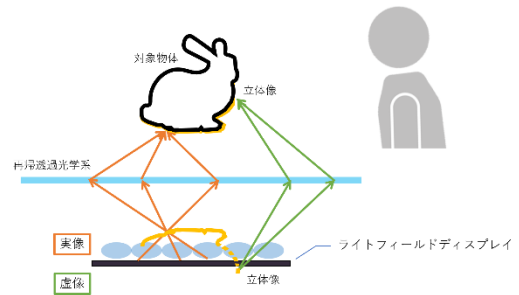 対象物体
立体像
再帰透過光学系
実像
ライトフィールドディスプレイ
虚像
立体像